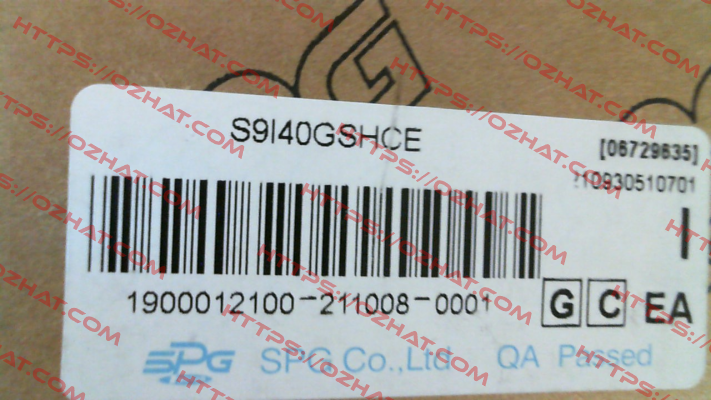 S9I40GSHCE
[06729635]
110930510701
I
1900012100-211008-0001
G C EA
SPG SPG Co.,Ltd QA Passed
HTTPS://OZHAT.COM